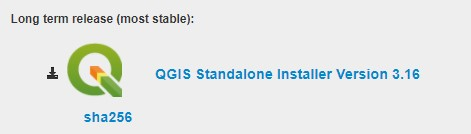 Long term release (most stable):
QGIS Standalone Installer Version 3.16
sha256